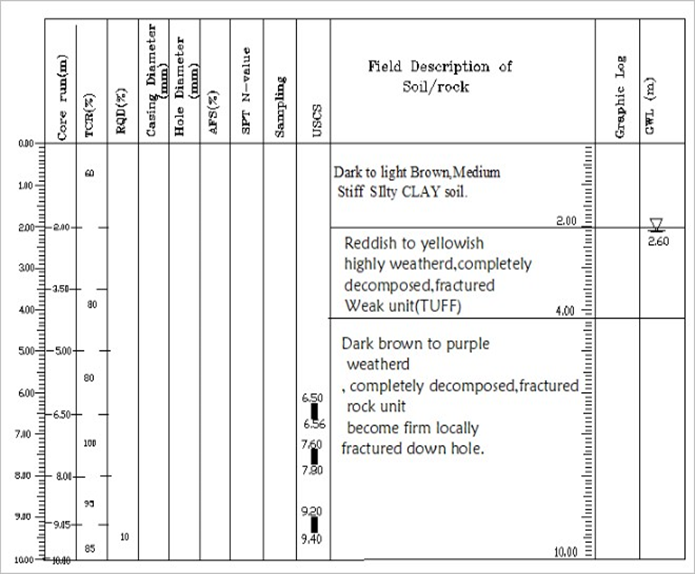 Core run(m)
TCR(%)
RQD(%)
Casing Diameter (mm)
Hole Diameter (mm)
AFS(%)
SPT N-value
Sampling
USCS
Field Description of
Soil/rock
Graphic Log
GWL (m)
0.00
60
Dark to light Brown,Medium
1.00
Stiff SIlty CLAY soil.
2.00
2.00
2.00
2.60
Reddish to yellowish
highly weatherd,completely
3.00
decomposed,fractured
3.50
80
Weak unit(TUFF)
4.00
4.00
Dark brown to purple
5.00
5.00
weatherd
80
, completely decomposed,fractured
6.00
6.50
rock unit
6.50
6.56
become firm locally
7.00
100
7.60
fractured down hole.
7.80
8.00
8.00
95
9.20
9.00
9.15
10
9.40
85
10.00
10.00
10.00